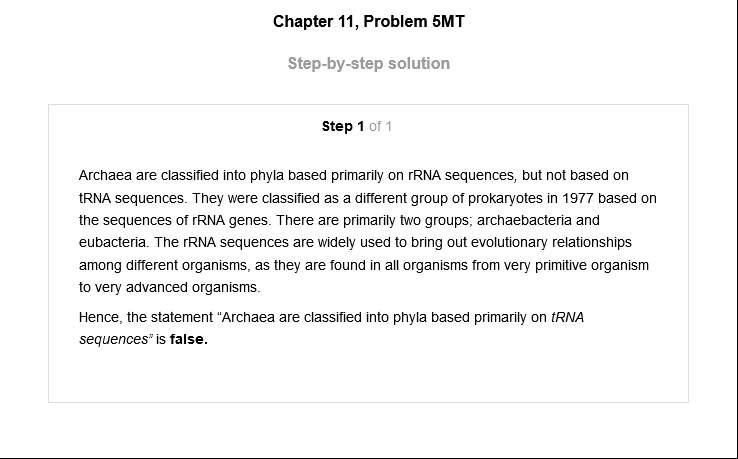 Chapter 11, Problem 5MT
Step-by-step solution
Step 1 of 1
Archaea are classified into phyla based primarily on rRNA sequences, but not based on
tRNA sequences. They were classified as a different group of prokaryotes in 1977 based on
the sequences of rRNA genes. There are primarily two groups; archaebacteria and
eubacteria. The rRNA sequences are widely used to bring out evolutionary relationships
among different organisms, as they are found in all organisms from very primitive organism
to very advanced organisms.
Hence, the statement “Archaea are classified into phyla based primarily on tRNA
sequences” is false.